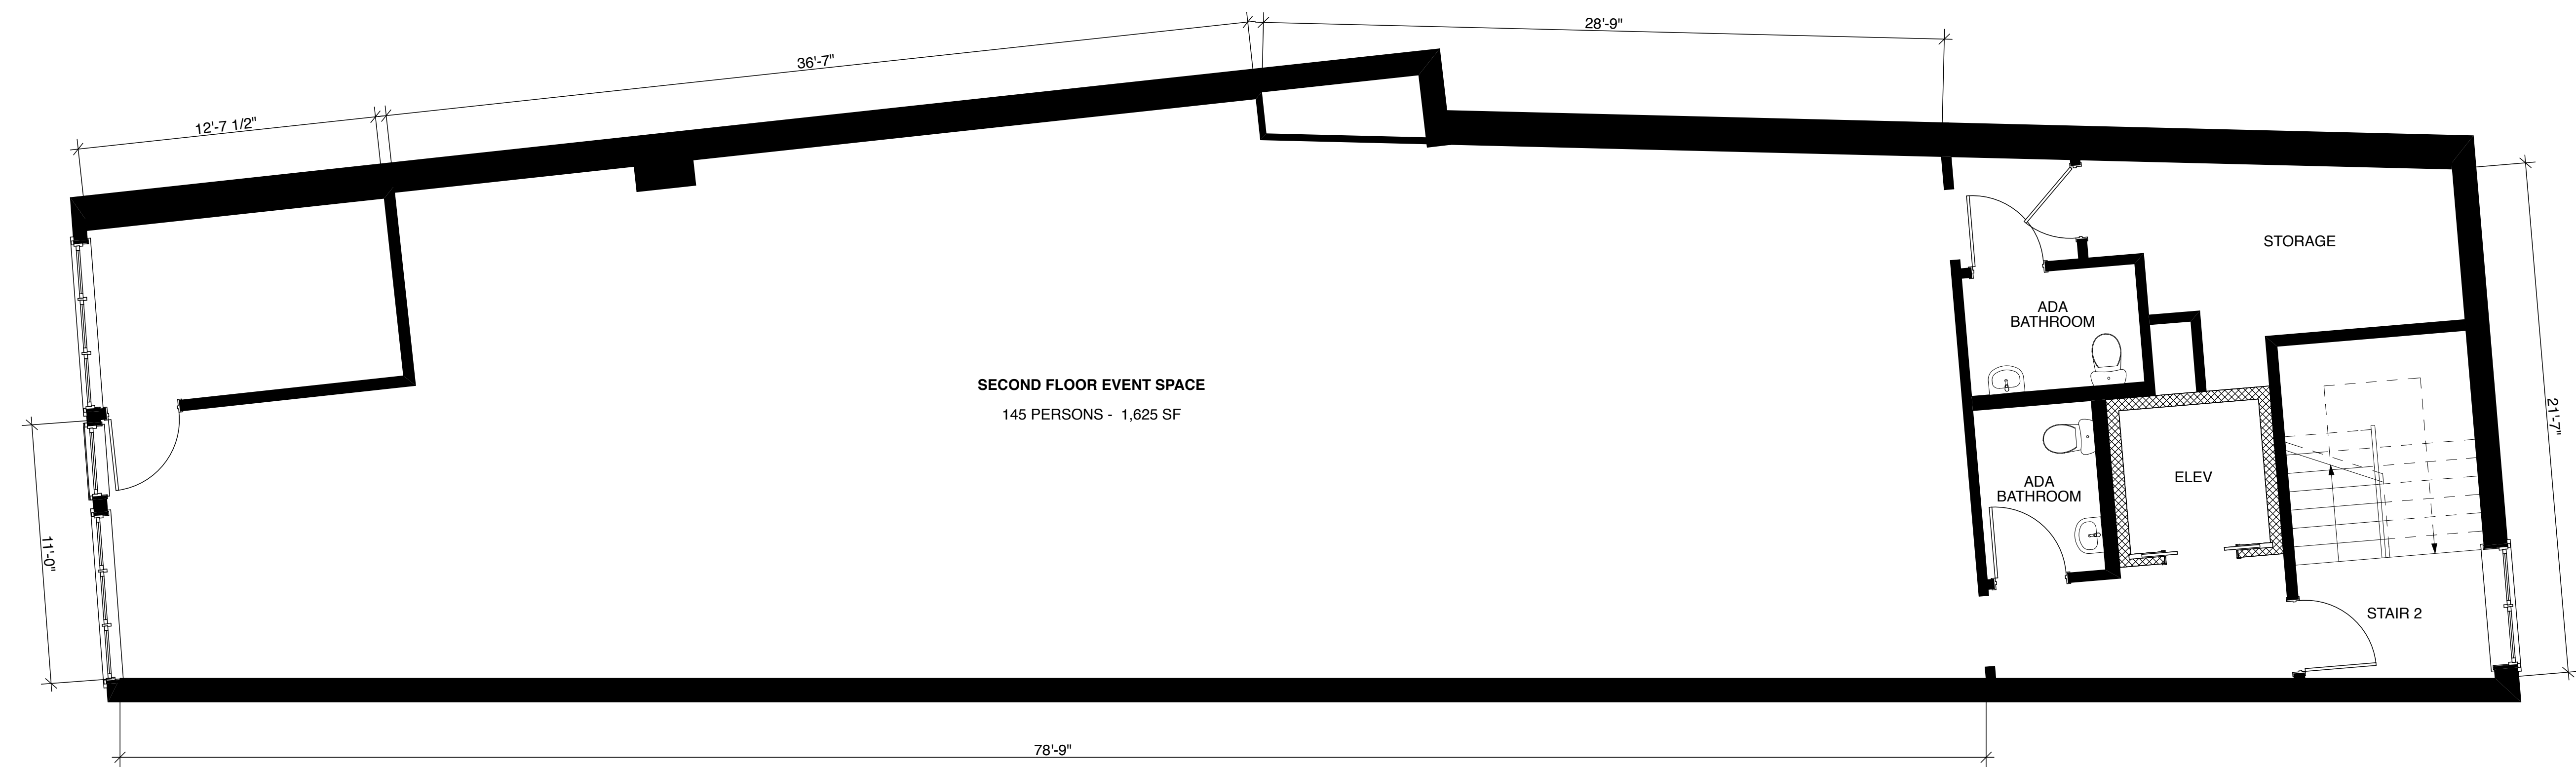 28'-9"
36'-7"
12'-7 1/2"
STORAGE
ADA
BATHROOM
SECOND FLOOR EVENT SPACE
145 PERSONS -  1,625 SF
21'-7"
ELEV
ADA
BATHROOM
11'-0"
STAIR 2
78'-9"